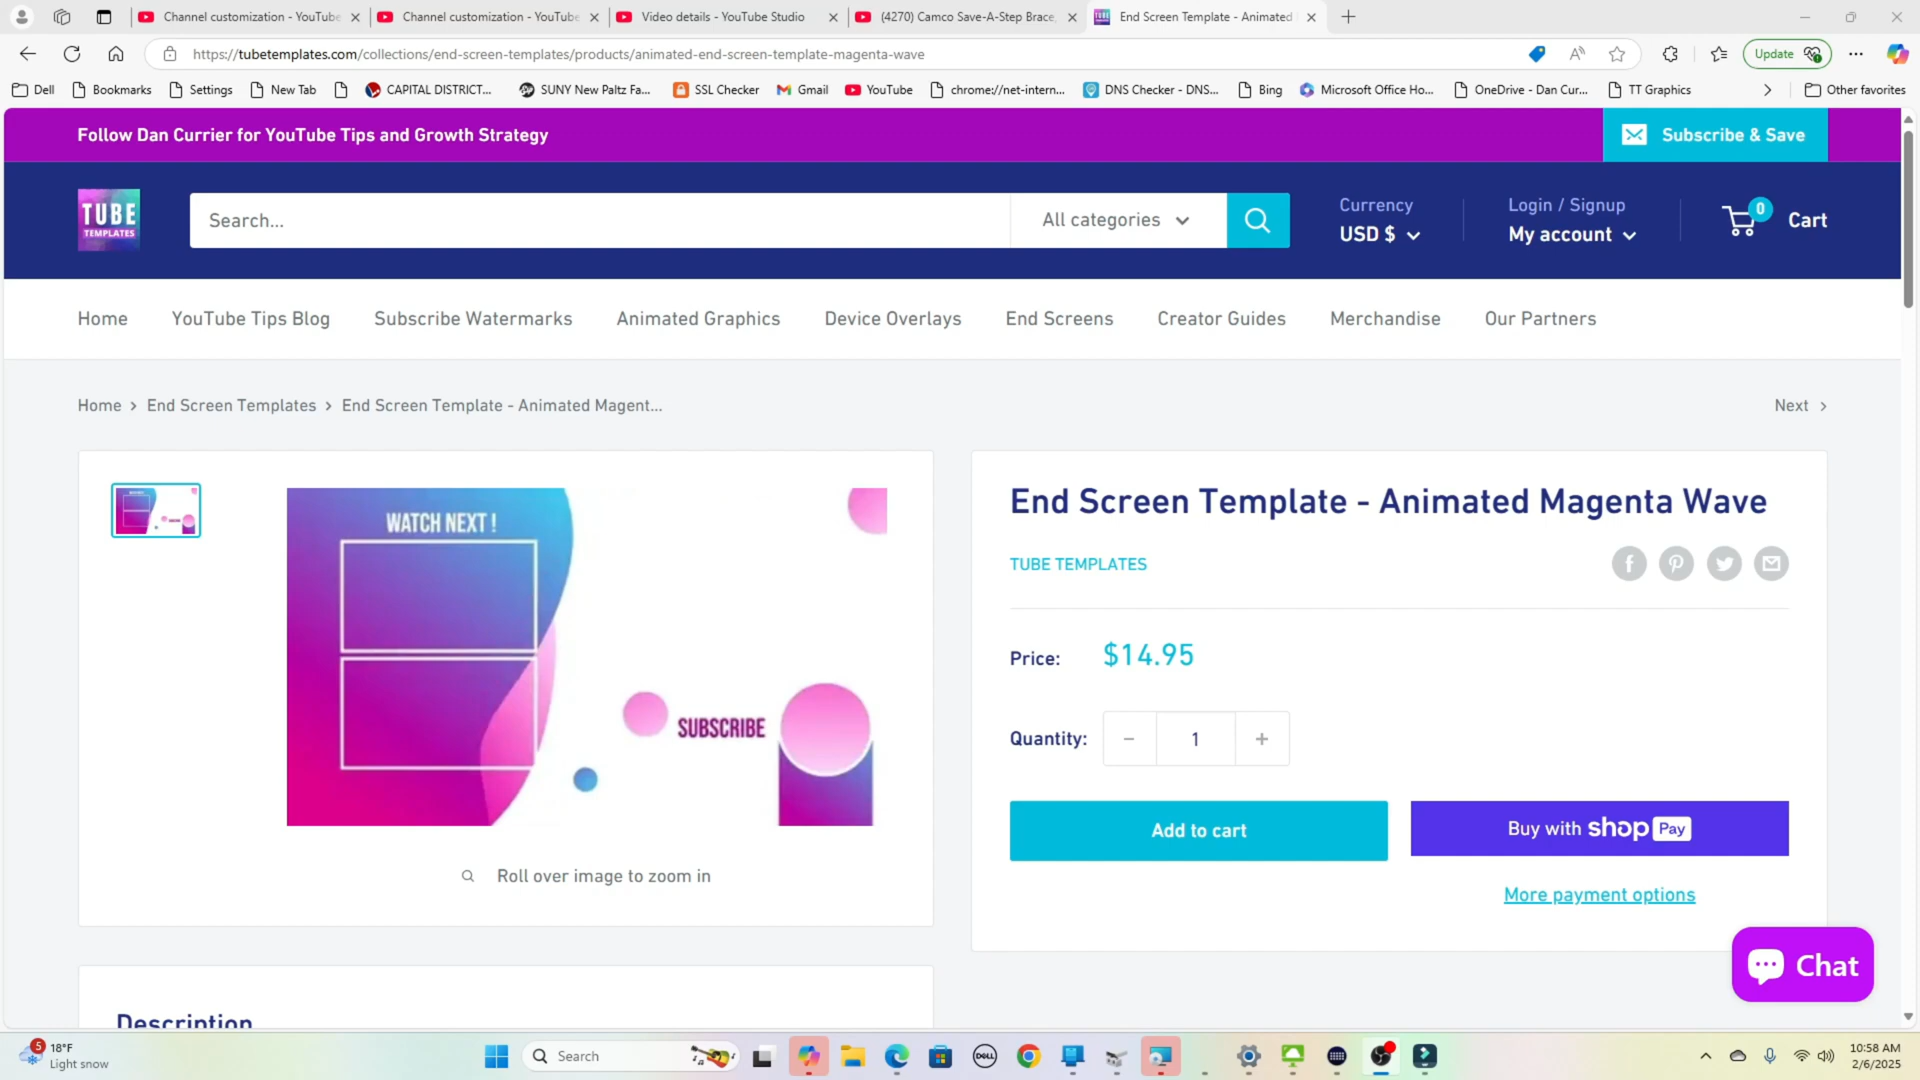 Channel customization - YouTube
Channel customization - YouTube
Video details - YouTube Studio
(4270) Camco Save-A-Step Brace,
End Screen Template - Animated
https://tubetemplates.com/collections/end-screen-templates/products/animated-end-screen-template-magenta-wave
Update
Dell
Bookmarks
Settings
New Tab
CAPITAL DISTRICT...
SUNY New Paltz Fa...
SSL Checker
Gmail
YouTube
chrome://net-intern...
DNS Checker - DNS...
Bing
Microsoft Office Ho...
OneDrive - Dan Cur...
TT Graphics
Other favorites
Follow Dan Currier for YouTube Tips and Growth Strategy
Subscribe & Save
TUBE
TEMPLATES
Search...
All categories
Currency
USD $
Login / Signup
My account
0
Cart
Home
YouTube Tips Blog
Subscribe Watermarks
Animated Graphics
Device Overlays
End Screens
Creator Guides
Merchandise
Our Partners
Home > End Screen Templates > End Screen Template - Animated Magent...
Next >
WATCH NEXT !
SUBSCRIBE
Roll over image to zoom in
End Screen Template - Animated Magenta Wave
TUBE TEMPLATES
Price: $14.95
Quantity: − 1 +
Add to cart
Buy with shop Pay
More payment options
Chat
Description
5
18°F
Light snow
Search
DELL
10:58 AM
2/6/2025